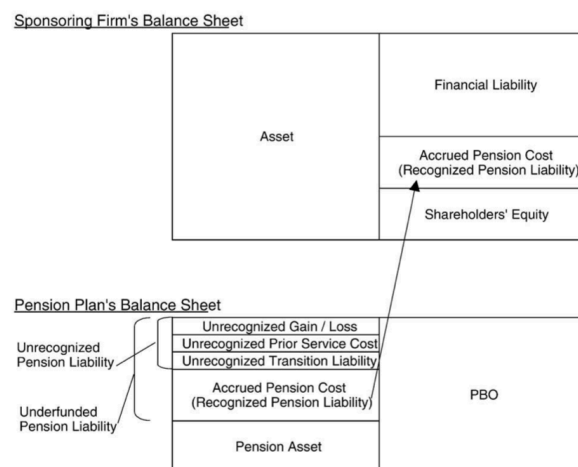 Sponsoring Firm's Balance Sheet
Financial Liability
Asset
Accrued Pension Cost
(Recognized Pension Liability)
Shareholders' Equity
Pension Plan's Balance Sheet
Unrecognized Gain / Loss
Unrecognized Prior Service Cost
Unrecognized Transition Liability
Unrecognized
Pension Liability
Accrued Pension Cost
(Recognized Pension Liability)
PBO
Underfunded
Pension Liability
Pension Asset